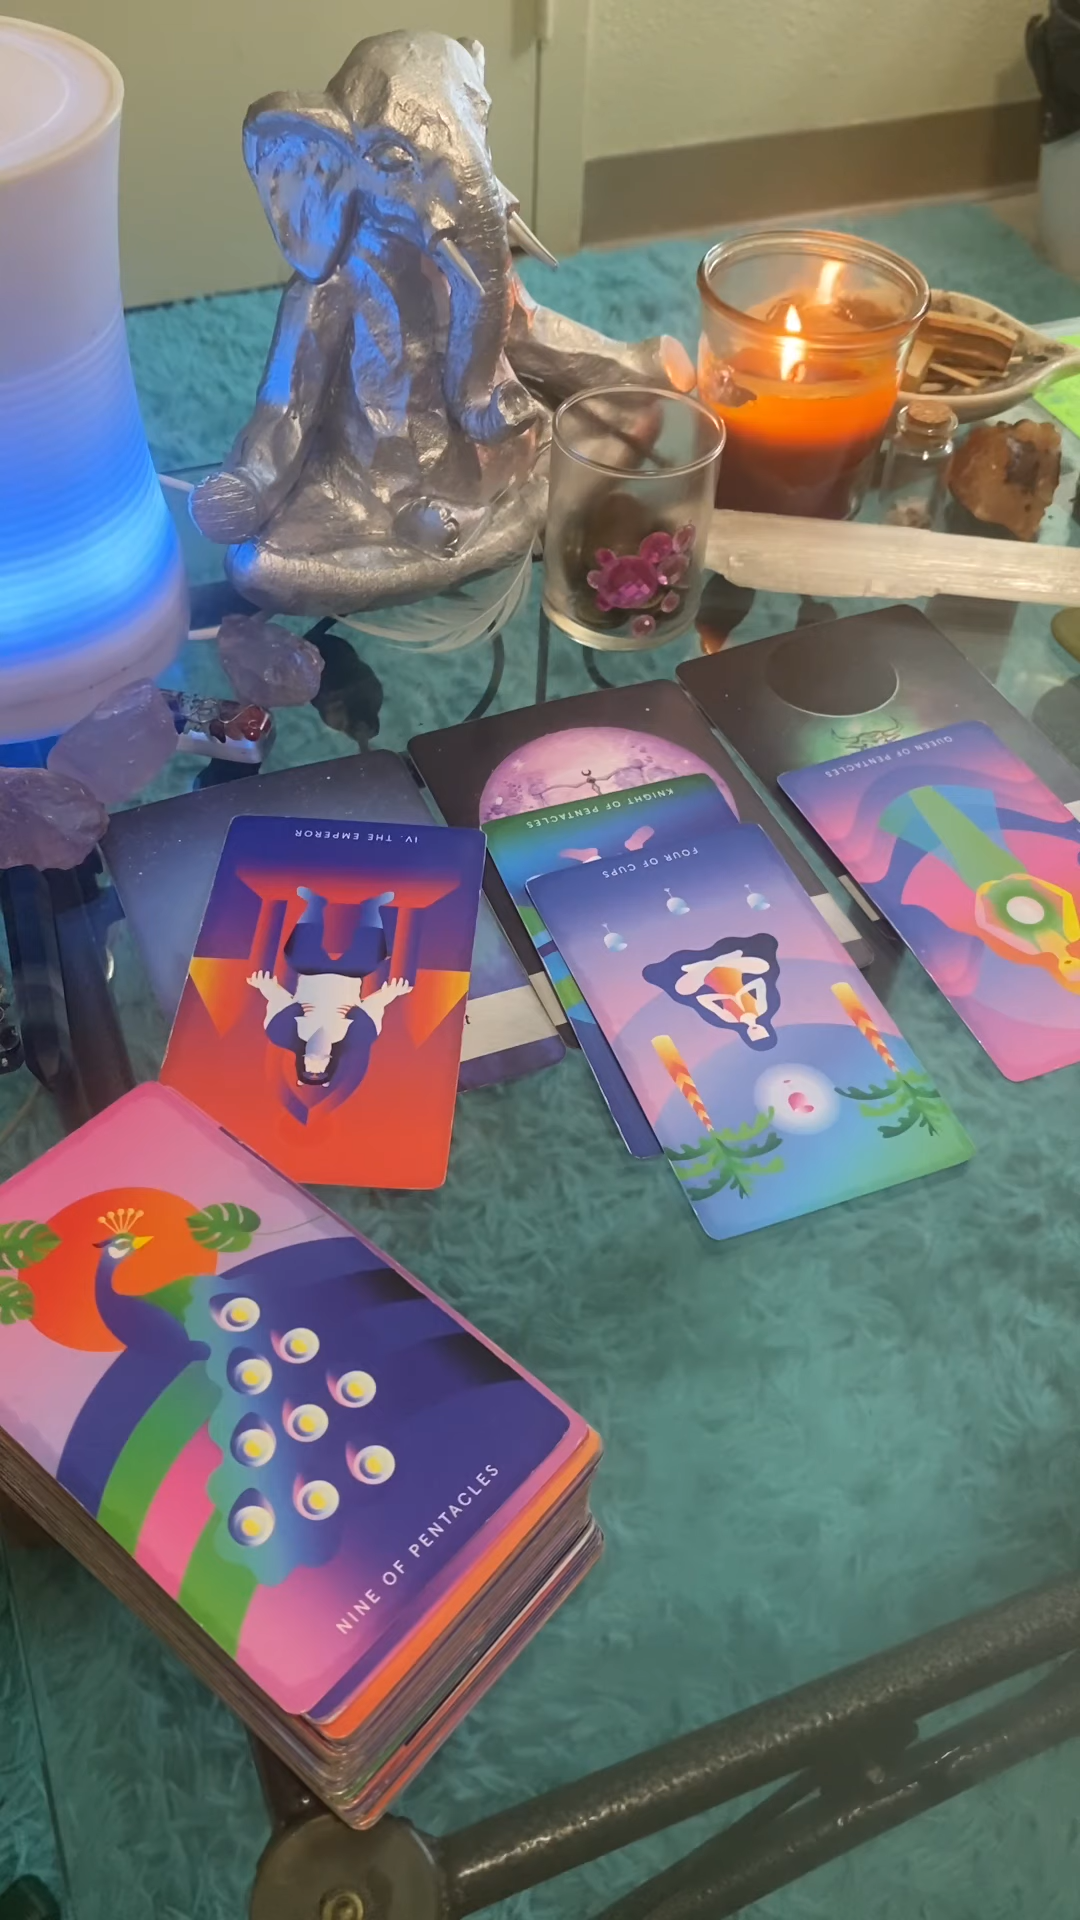 IV. THE EMPEROR
KNIGHT OF PENTACLES
FOUR OF CUPS
QUEEN OF PENTACLES
NINE OF PENTACLES